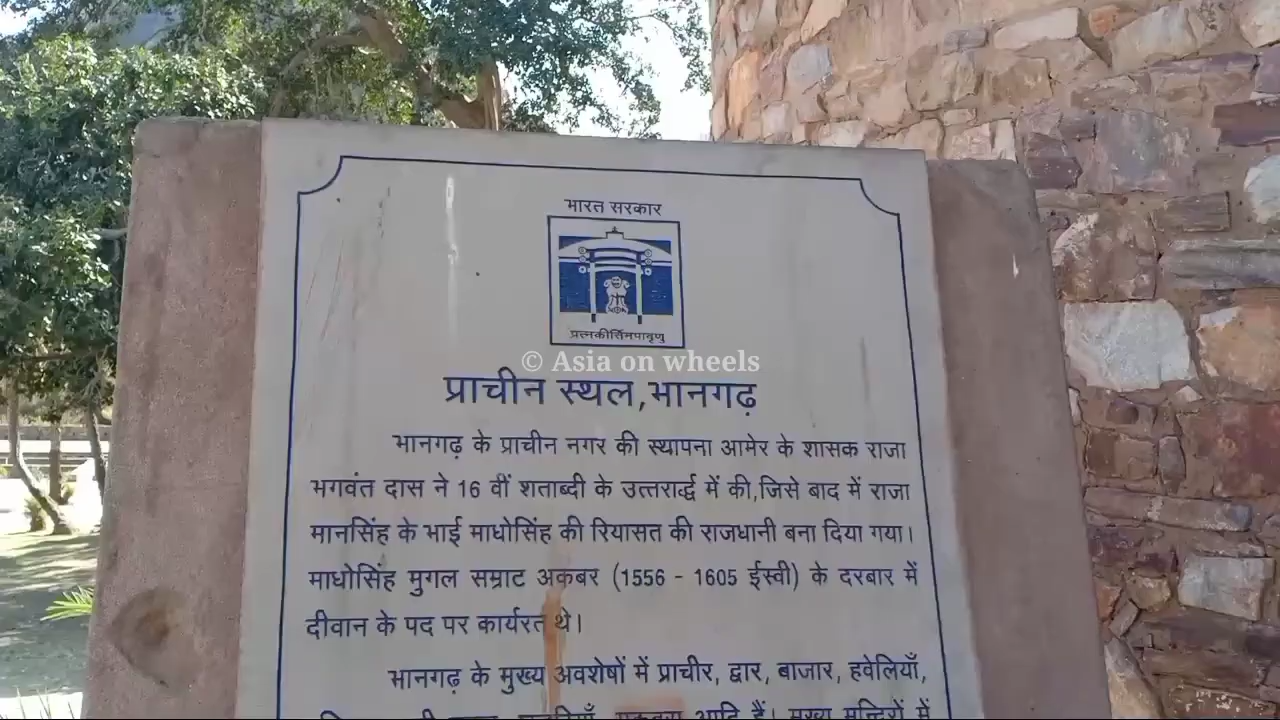 भारत सरकार
प्रत्नकीर्त्तिमपावृणु
© Asia on wheels
प्राचीन स्थल,भानगढ़
भानगढ़ के प्राचीन नगर की स्थापना आमेर के शासक राजा
भगवंत दास ने 16 वीं शताब्दी के उत्तरार्द्ध में की,जिसे बाद में राजा
मानसिंह के भाई माधोसिंह की रियासत की राजधानी बना दिया गया।
माधोसिंह मुगल सम्राट अकबर (1556 - 1605 ईस्वी) के दरबार में
दीवान के पद पर कार्यरत थे।
भानगढ़ के मुख्य अवशेषों में प्राचीर, द्वार, बाजार, हवेलियाँ,
आदि हैं। मुख्य मन्दिरों में